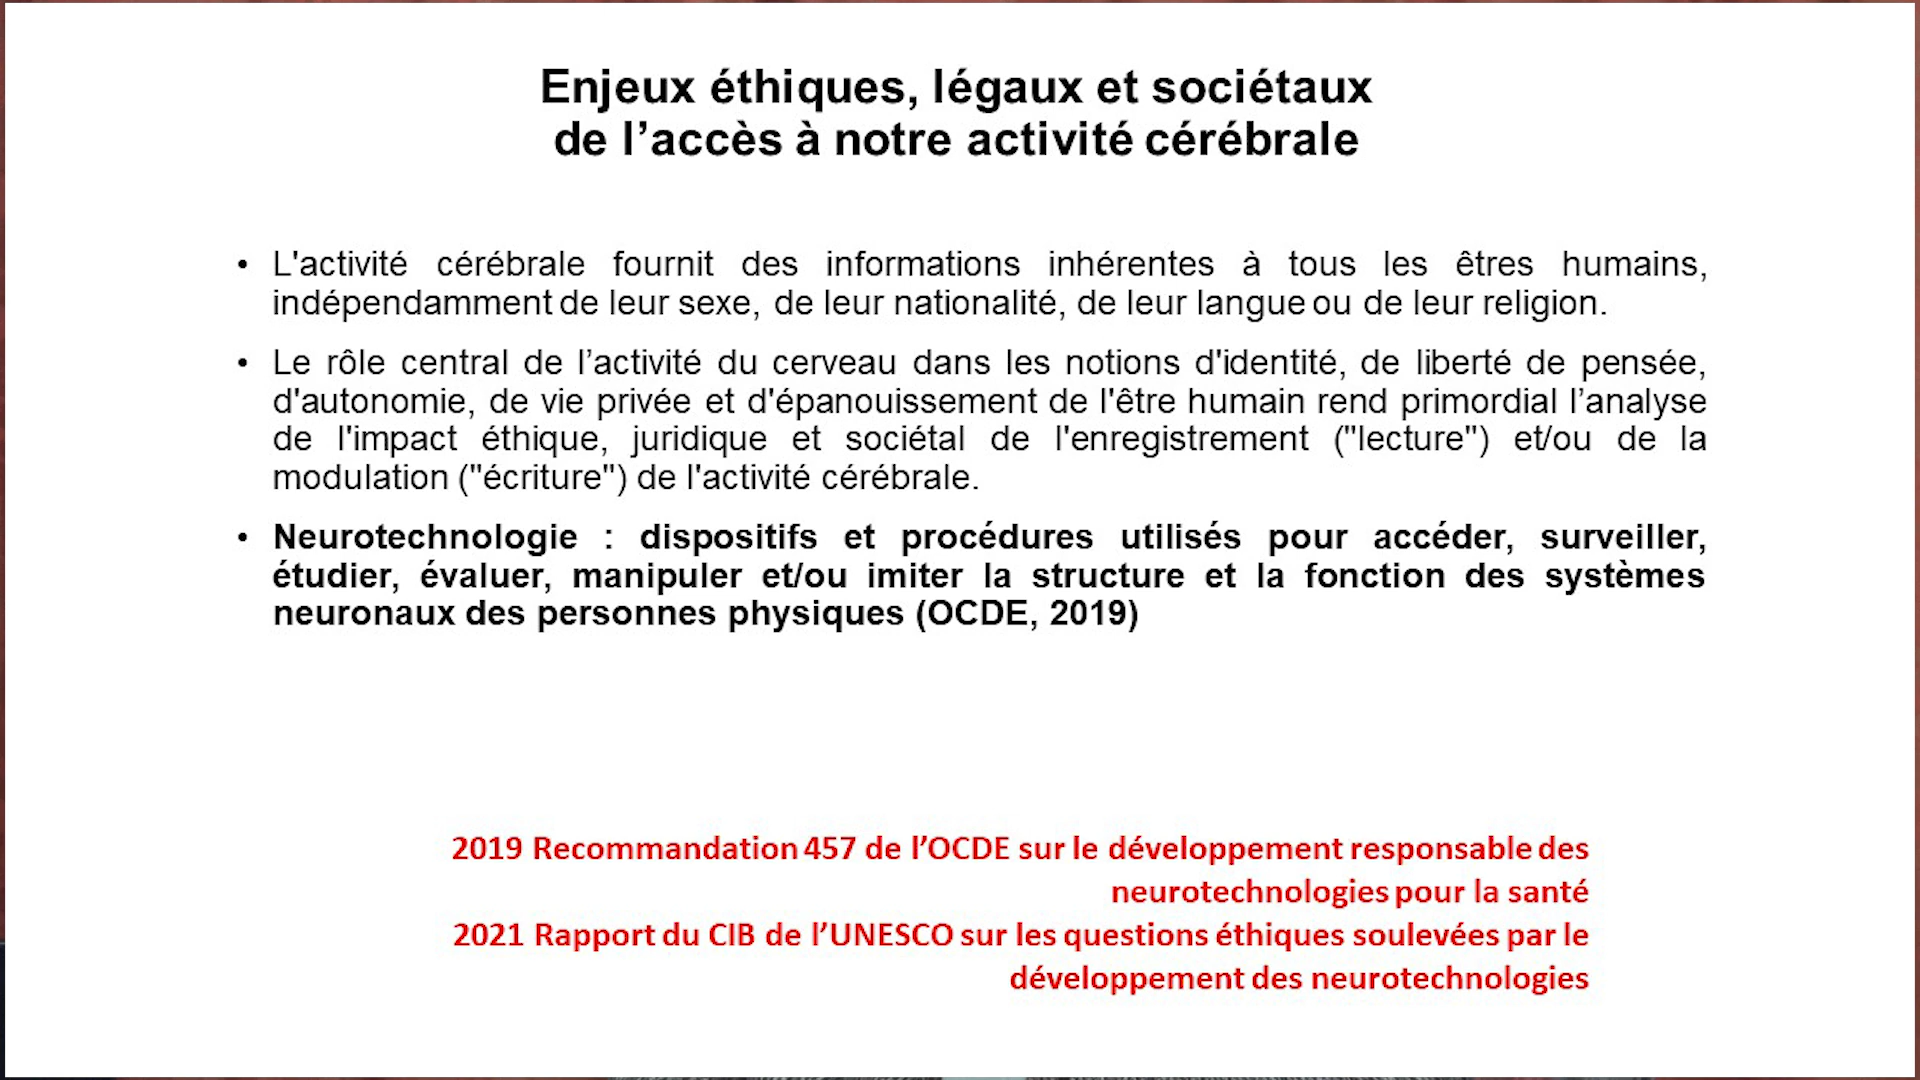 Enjeux éthiques, légaux et sociétaux
de l’accès à notre activité cérébrale
• L'activité cérébrale fournit des informations inhérentes à tous les êtres humains,
indépendamment de leur sexe, de leur nationalité, de leur langue ou de leur religion.
• Le rôle central de l’activité du cerveau dans les notions d'identité, de liberté de pensée,
d'autonomie, de vie privée et d'épanouissement de l'être humain rend primordial l’analyse
de l'impact éthique, juridique et sociétal de l'enregistrement ("lecture") et/ou de la
modulation ("écriture") de l'activité cérébrale.
• Neurotechnologie : dispositifs et procédures utilisés pour accéder, surveiller,
étudier, évaluer, manipuler et/ou imiter la structure et la fonction des systèmes
neuronaux des personnes physiques (OCDE, 2019)
2019 Recommandation 457 de l’OCDE sur le développement responsable des
neurotechnologies pour la santé
2021 Rapport du CIB de l’UNESCO sur les questions éthiques soulevées par le
développement des neurotechnologies